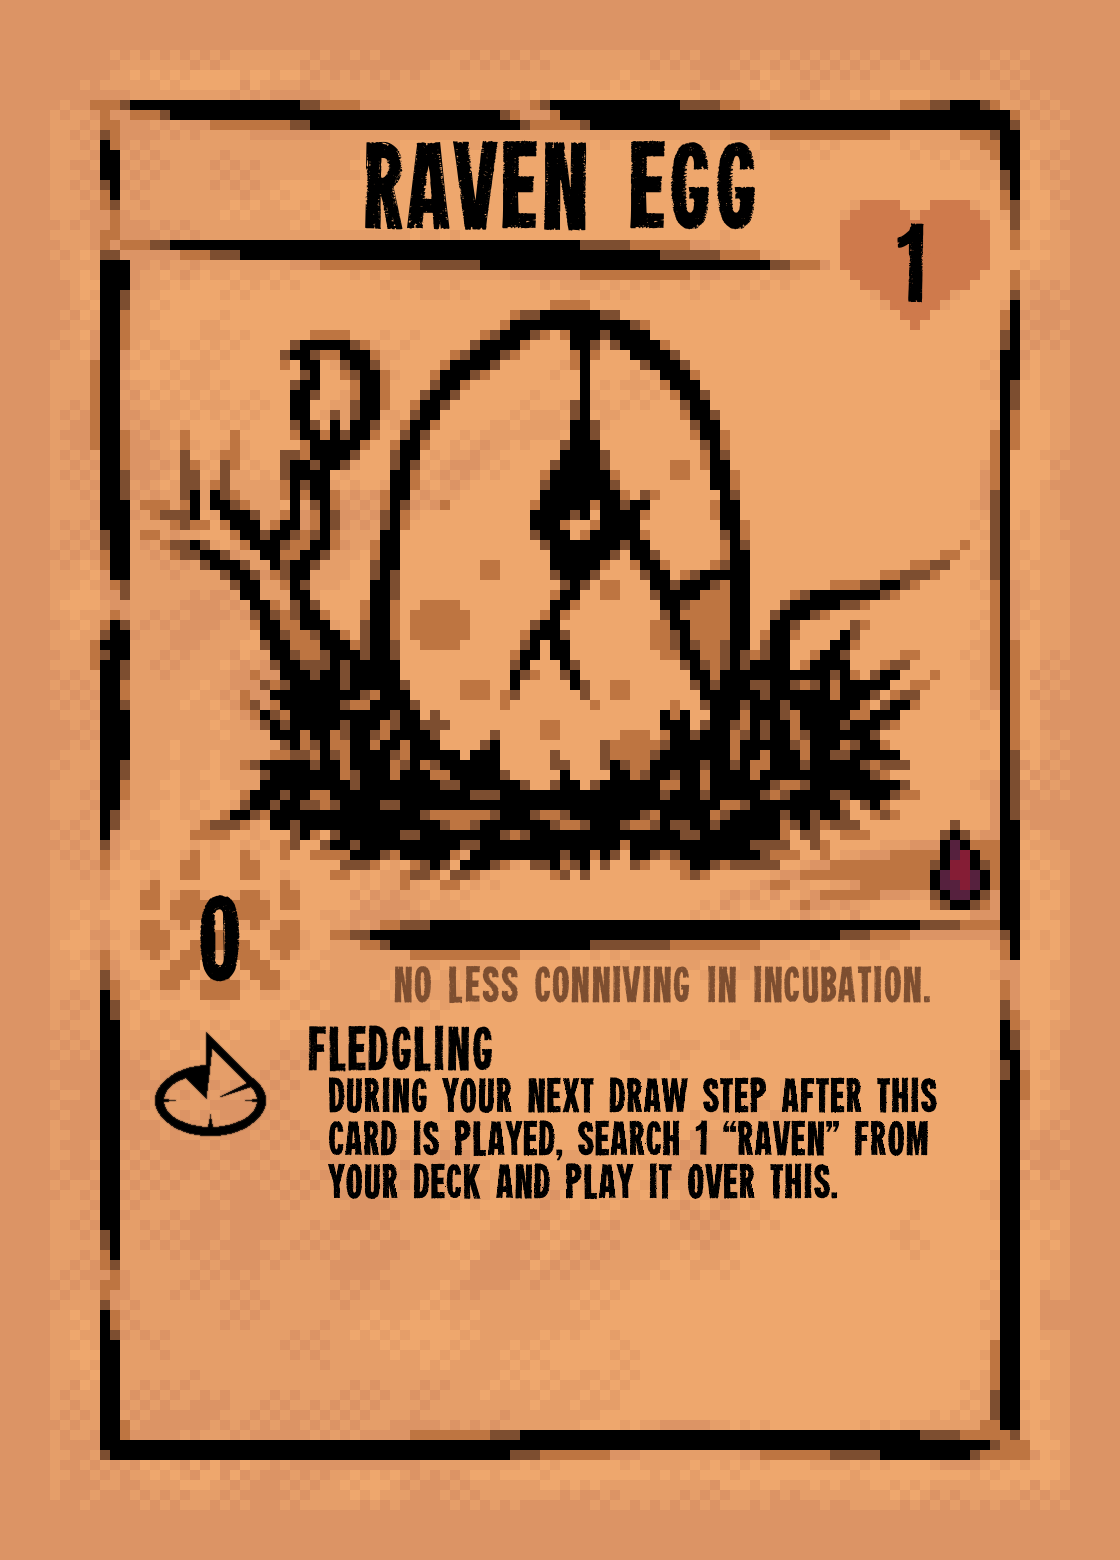 RAVEN EGG
1
0
NO LESS CONNIVING IN INCUBATION.
FLEDGLING
DURING YOUR NEXT DRAW STEP AFTER THIS
CARD IS PLAYED, SEARCH 1 “RAVEN” FROM
YOUR DECK AND PLAY IT OVER THIS.